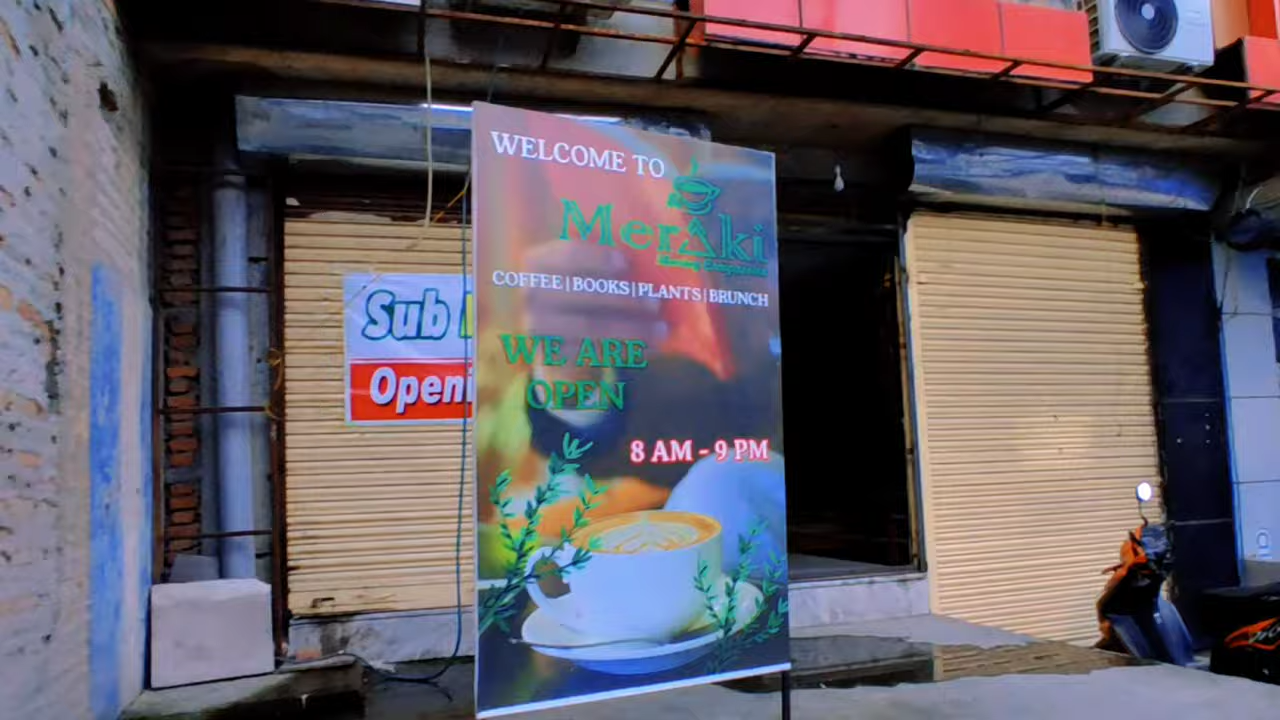 WELCOME TO
Meraki
COFFEE|BOOKS|PLANTS|BRUNCH
WE ARE
OPEN
8 AM - 9 PM
Sub
Openi